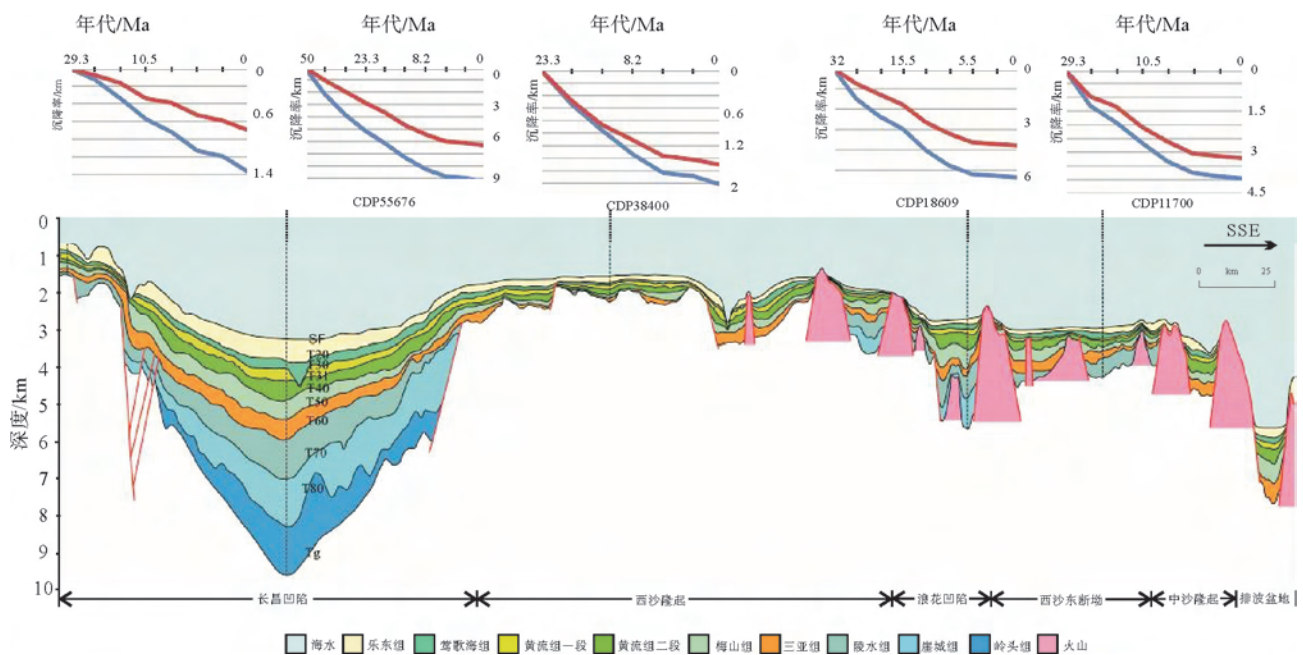 年代/Ma
年代/Ma
年代/Ma
年代/Ma
年代/Ma
29.3 10.5 0
50 23.3 8.2 0
23.3 8.2 0
32 15.5 5.5 0
29.3 10.5 0
沉降率/km
0
0.6
1.4
沉降率/km
0
3
6
9
沉降率/km
0
0.6
1.2
2
沉降率/km
0
3
6
沉降率/km
0
1.5
3
4.5
CDP55676
CDP38400
CDP18609
CDP11700
深度/km
0
1
2
3
4
5
6
7
8
9
10
SSE
0 km 25
SF
T20
T30
T31
T40
T50
T60
T70
T80
Tg
长昌凹陷
西沙隆起
浪花凹陷
西沙东断坳
中沙隆起
排波盆地
海水 乐东组 莺歌海组 黄流组一段 黄流组二段 梅山组 三亚组 陵水组 崖城组 岭头组 火山